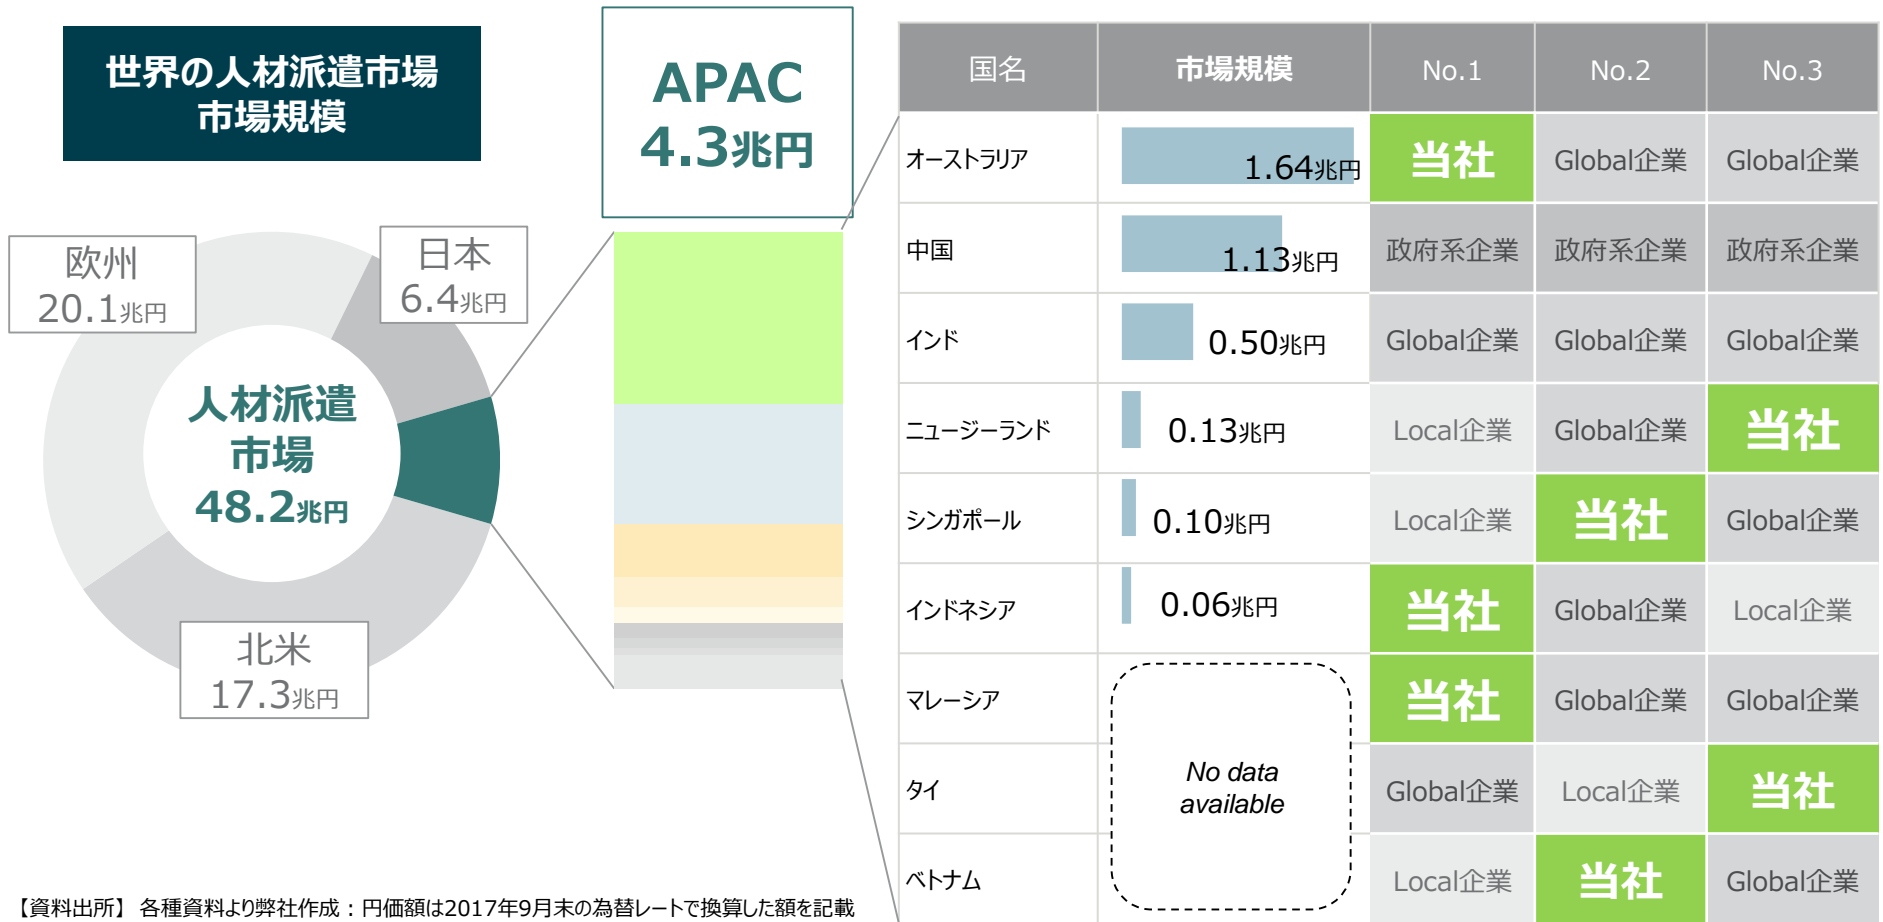 世界の人材派遣市場
市場規模
APAC
4.3兆円
欧州
20.1兆円
日本
6.4兆円
人材派遣
市場
48.2兆円
北米
17.3兆円
国名 市場規模 No.1 No.2 No.3
オーストラリア 1.64兆円 当社 Global企業 Global企業
中国 1.13兆円 政府系企業 政府系企業 政府系企業
インド 0.50兆円 Global企業 Global企業 Global企業
ニュージーランド 0.13兆円 Local企業 Global企業 当社
シンガポール 0.10兆円 Local企業 当社 Global企業
インドネシア 0.06兆円 当社 Global企業 Local企業
マレーシア 当社 Global企業 Global企業
タイ Global企業 Local企業 当社
ベトナム Local企業 当社 Global企業
No data
available
【資料出所】各種資料より弊社作成：円価額は2017年9月末の為替レートで換算した額を記載